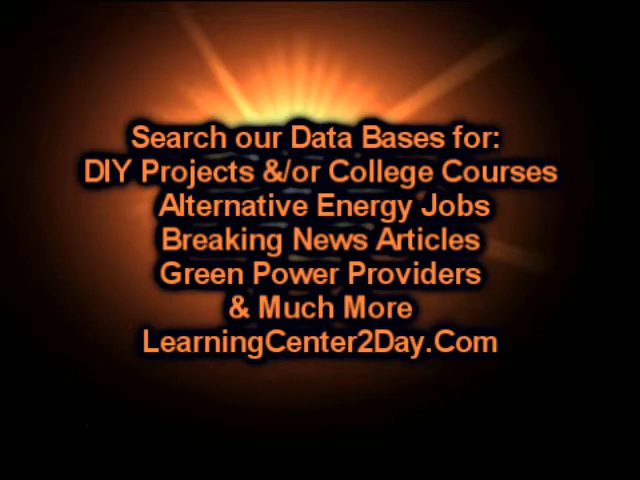 Search our Data Bases for:
DIY Projects &/or College Courses
Alternative Energy Jobs
Breaking News Articles
Green Power Providers
& Much More
LearningCenter2Day.Com